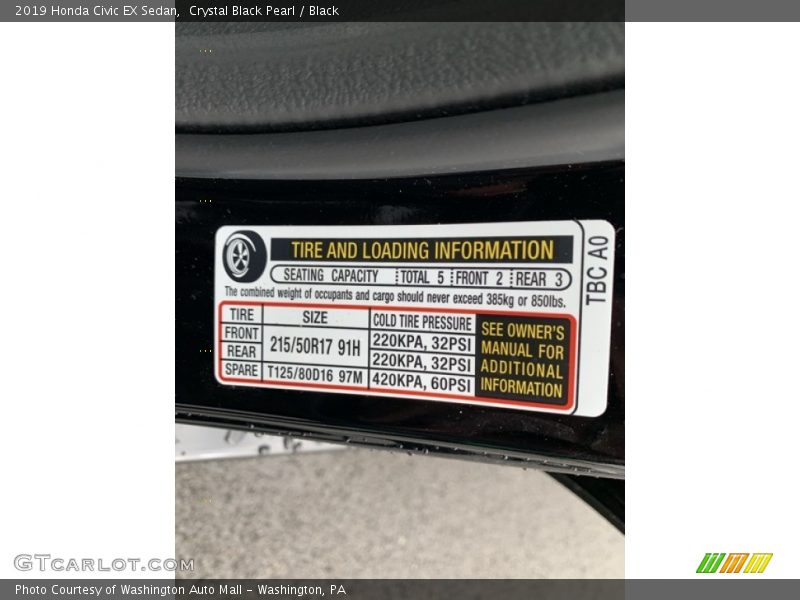 2019 Honda Civic EX Sedan, Crystal Black Pearl / Black
TIRE AND LOADING INFORMATION
SEATING CAPACITY TOTAL 5 FRONT 2 REAR 3
The combined weight of occupants and cargo should never exceed 385kg or 850lbs.
TIRE SIZE COLD TIRE PRESSURE
FRONT 215/50R17 91H 220KPA, 32PSI
REAR 220KPA, 32PSI
SPARE T125/80D16 97M 420KPA, 60PSI
SEE OWNER'S
MANUAL FOR
ADDITIONAL
INFORMATION
TBC A0
GTCARLOT.COM
Photo Courtesy of Washington Auto Mall - Washington, PA